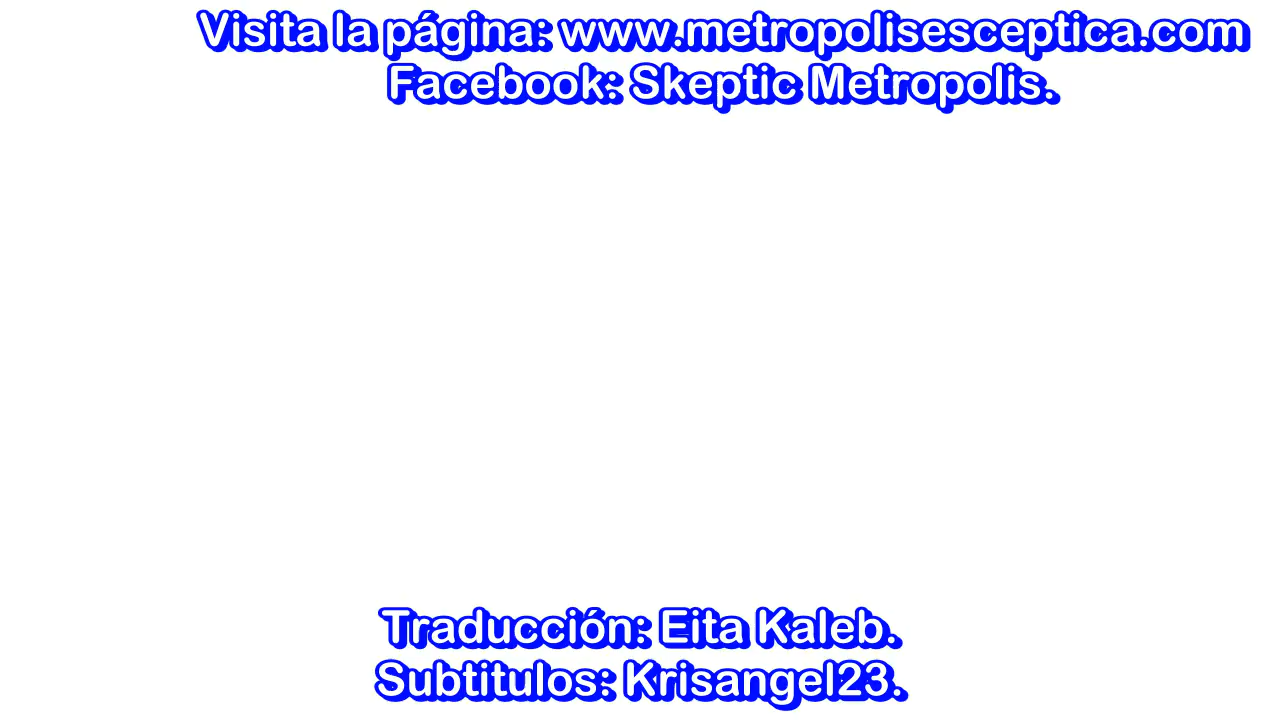 Visita la página: www.metropolisesceptica.com
Facebook: Skeptic Metropolis.
Traducción: Eita Kaleb.
Subtitulos: Krisangel23.